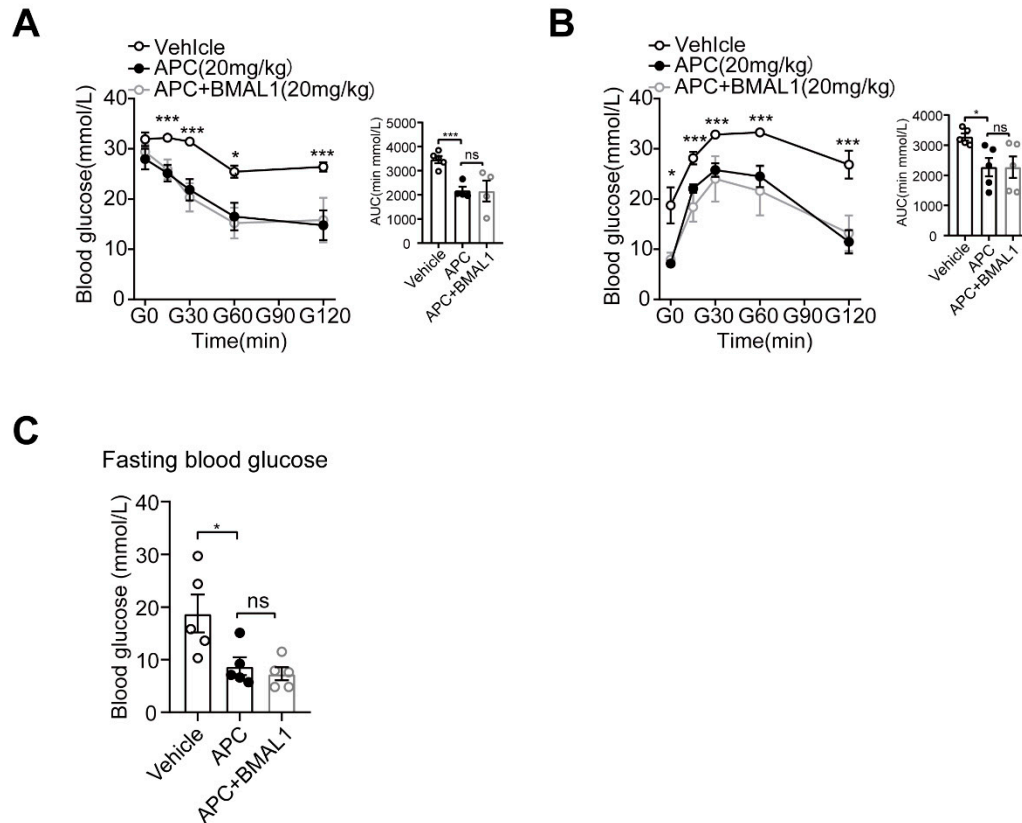 A
VehIcle
APC(20mg/kg)
APC+BMAL1(20mg/kg)
Blood glucose(mmol/L)
40
30
20
10
0
***
***
*
***
G0 G30 G60 G90 G120
Time(min)
AUC(min mmol/L)
5000
4000
3000
2000
1000
0
***
ns
Vehicle
APC
APC+BMAL1
B
VehIcle
APC(20mg/kg)
APC+BMAL1(20mg/kg)
Blood glucose(mmol/L)
40
30
20
10
0
*
***
***
***
***
G0 G30 G60 G90 G120
Time(min)
AUC(min mmol/L)
5000
4000
3000
2000
1000
0
*
ns
Vehicle
APC
APC+BMAL1
C
Fasting blood glucose
Blood glucose (mmol/L)
40
30
20
10
0
*
ns
Vehicle
APC
APC+BMAL1